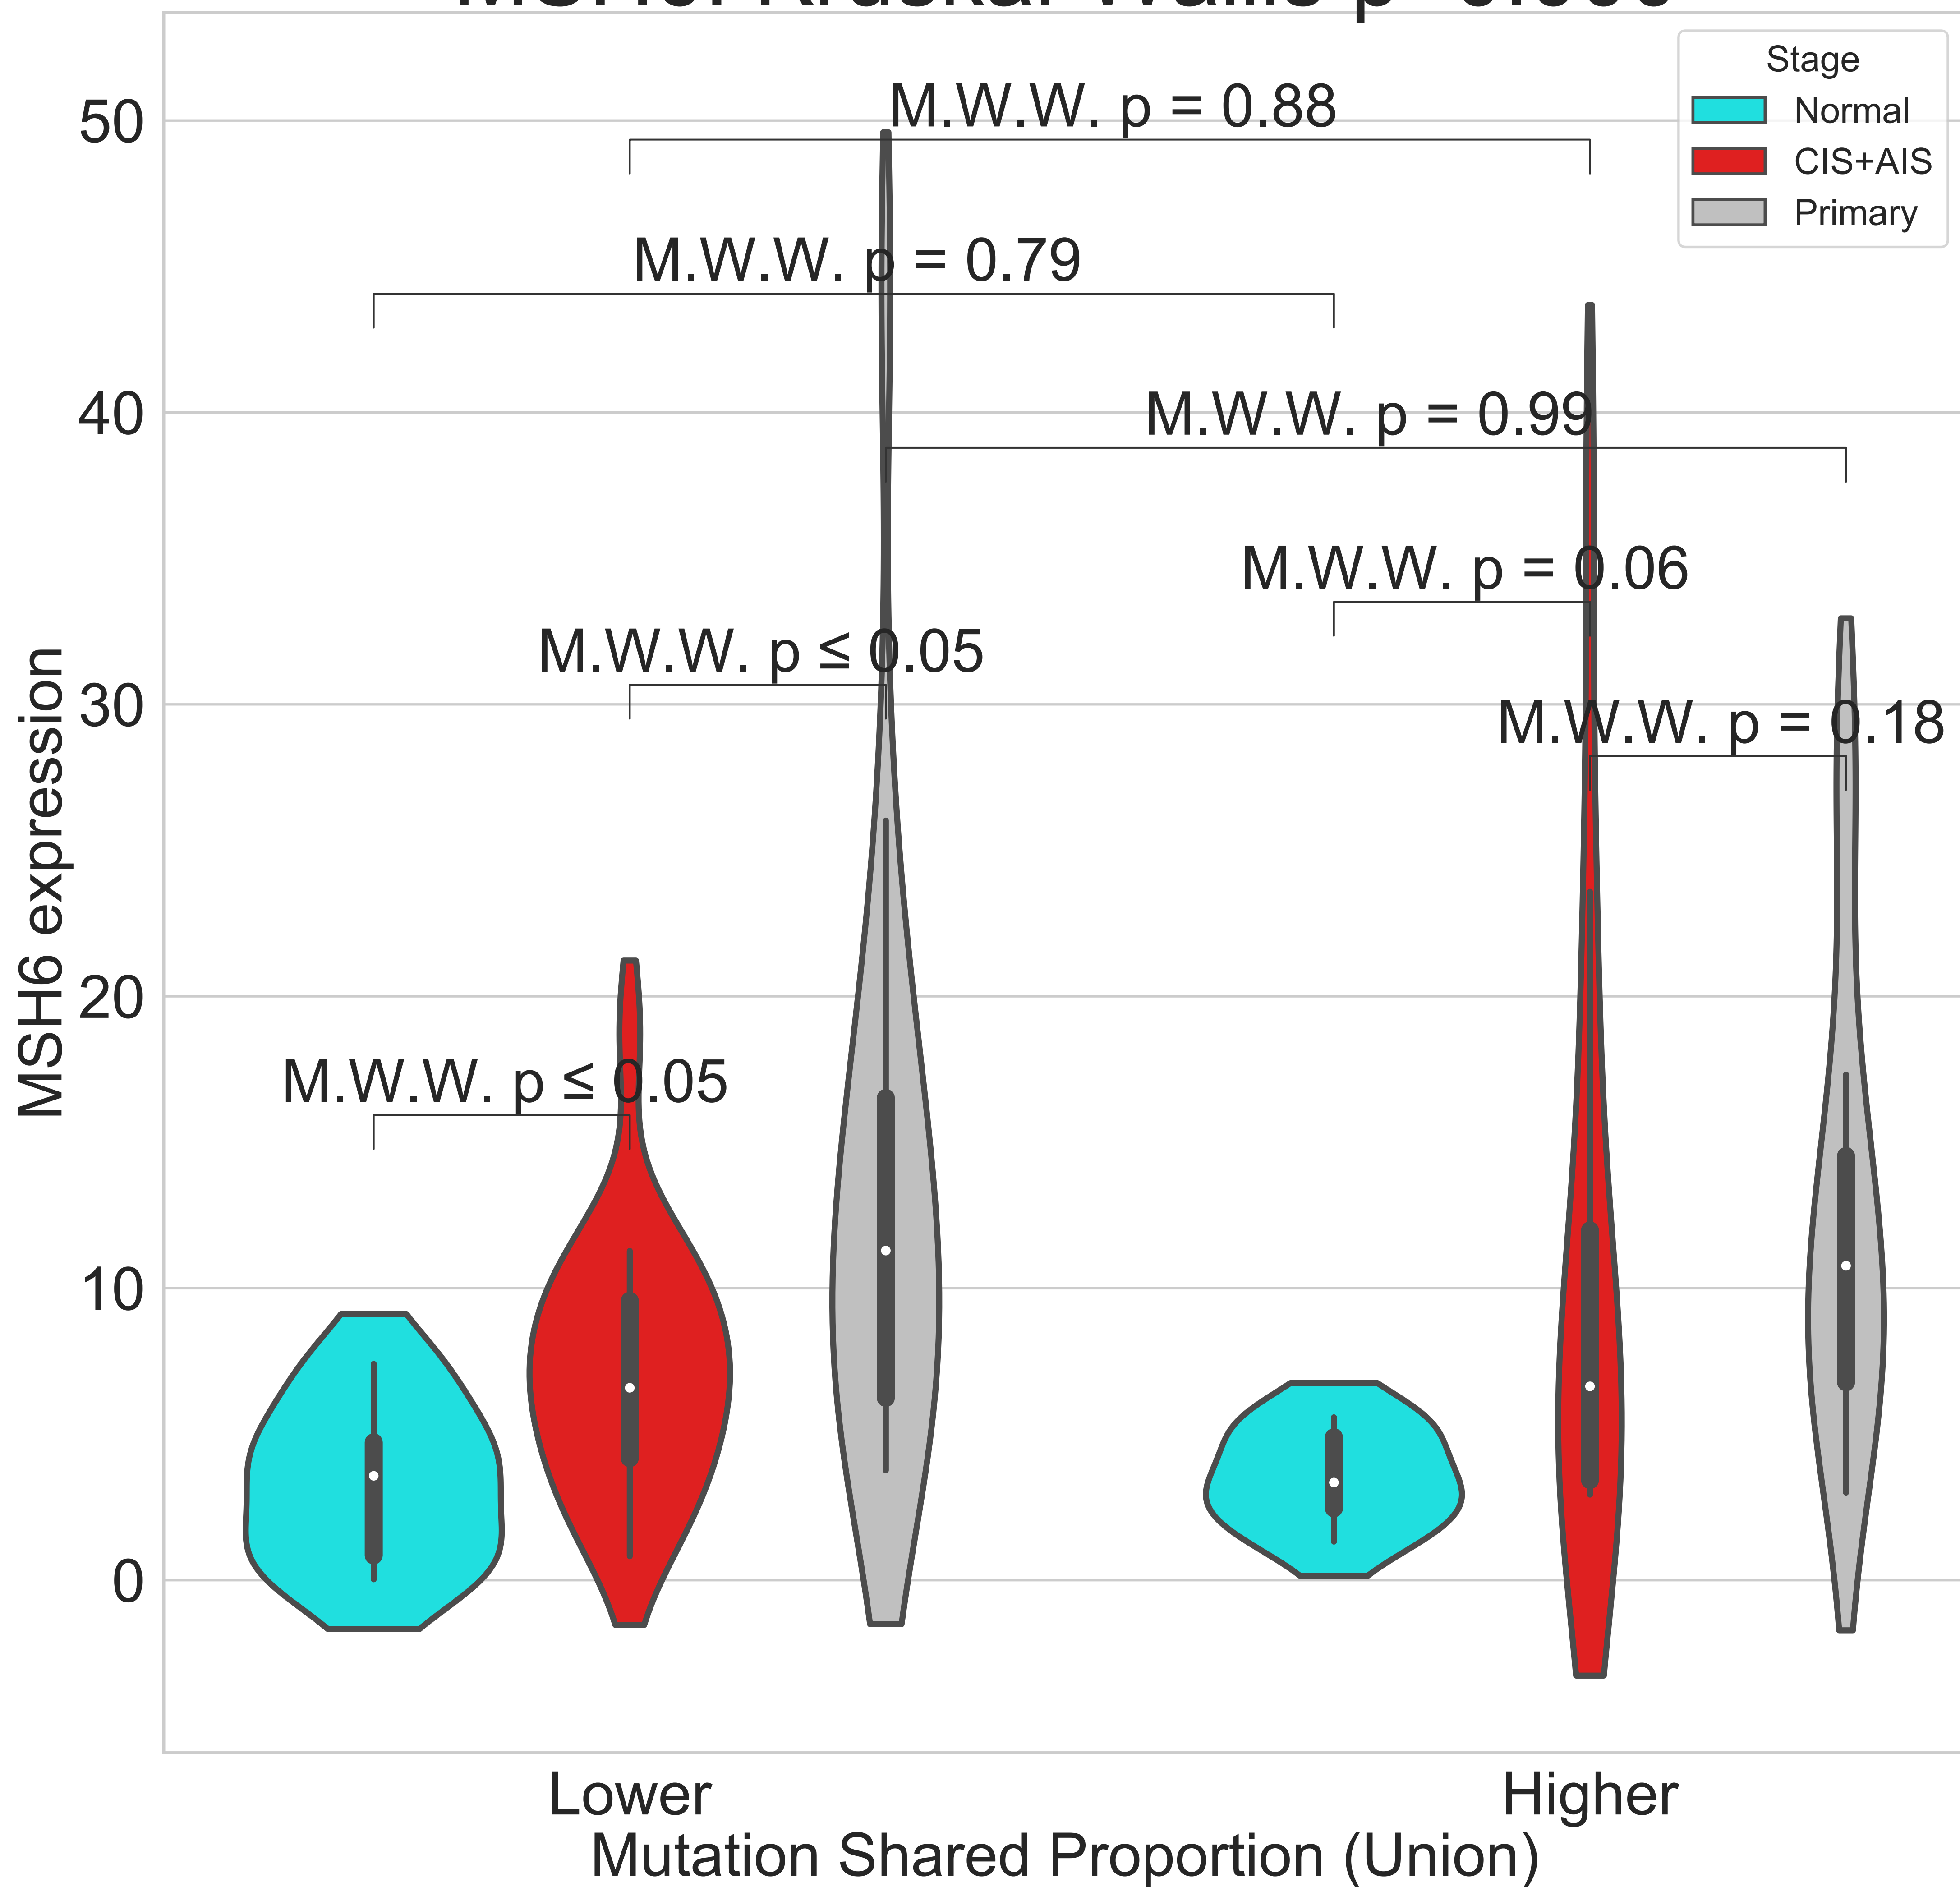 Stage
Normal
CIS+AIS
Primary
M.W.W. p = 0.88
M.W.W. p = 0.79
M.W.W. p = 0.99
M.W.W. p = 0.06
M.W.W. p ≤ 0.05
M.W.W. p = 0.18
M.W.W. p ≤ 0.05
50
40
30
20
10
0
MSH6 expression
Lower
Higher
Mutation Shared Proportion (Union)